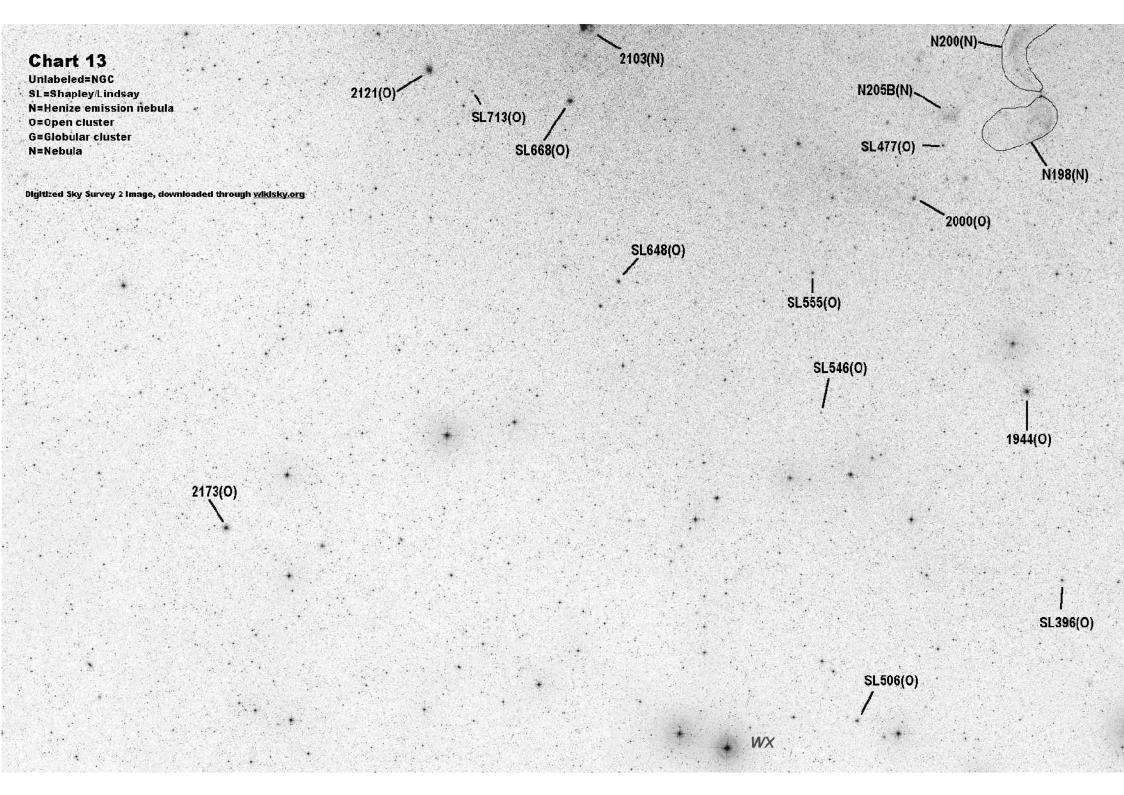 Chart 13
Unlabeled=NGC
SL=Shapley/Lindsay
N=Henize emission nebula
O=Open cluster
G=Globular cluster
N=Nebula
Digitized Sky Survey 2 image, downloaded through wikisky.org
N200(N)
2103(N)
2121(O)
N205B(N)
SL713(O)
SL668(O)
SL477(O)
N198(N)
2000(O)
SL648(O)
SL555(O)
SL546(O)
1944(O)
2173(O)
SL396(O)
SL506(O)
WX